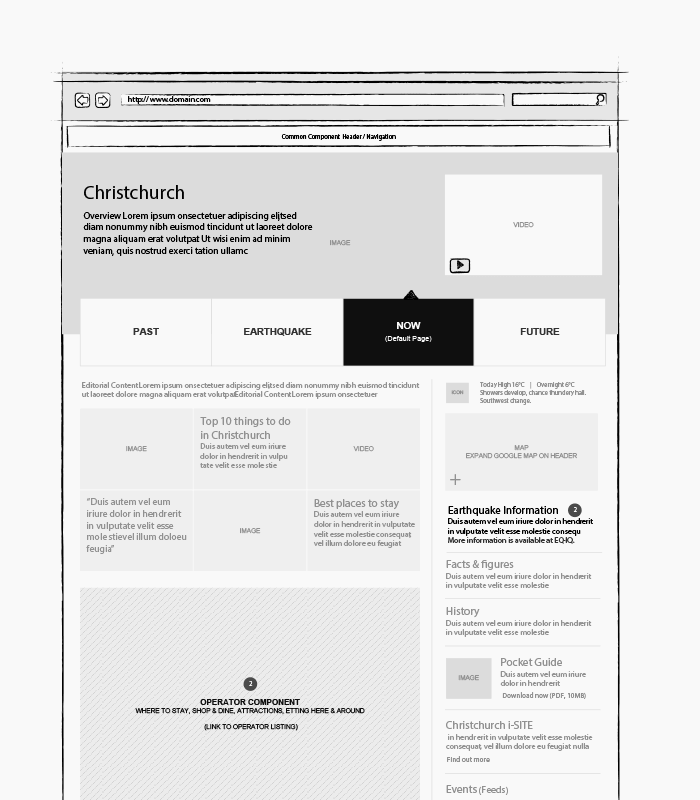 http://www.domain.com
Common Component Header / Navigation
Christchurch
Overview Lorem ipsum onsectetuer adipiscing eljtsed
diam nonummy nibh euismod tincidunt ut laoreet dolore
magna aliquam erat volutpat Ut wisi enim ad minim
veniam, quis nostrud exerci tation ullamc
IMAGE
VIDEO
PAST
EARTHQUAKE
NOW
(Default Page)
FUTURE
Editorial ContentLorem ipsum onsectetuer adipiscing eljtsed diam nonummy nibh euismod tincidunt
ut laoreet dolore magna aliquam erat volutpatEditorial ContentLorem ipsum onsectetuer
IMAGE
Top 10 things to do
in Christchurch
Duis autem vel eum iriure
dolor in hendrerit in vulpu
tate velit esse mole stie
VIDEO
"Duis autem vel eum
iriure dolor in hendrerit
in vulputate velit esse
mole stievel illum doloeu
feugia"
IMAGE
Best places to stay
Duis autem vel eum iriure
dolor in hendrerit in vulputate
velit esse molestie consequat,
vel illum dolore eu feugiat
2
OPERATOR COMPONENT
WHERE TO STAY, SHOP & DINE, ATTRACTIONS, ETTING HERE & AROUND
(LINK TO OPERATOR LISTING)
ICON
Today High 16ºC | Overnight 6ºC
Showers develop, chance thundery hail.
Southwest change.
MAP
EXPAND GOOGLE MAP ON HEADER
Earthquake Information 2
Duis autem vel eum iriure dolor in hendrerit
in vulputate velit esse molestie consequ
More information is available at EQ-IQ.
Facts & figures
Duis autem vel eum iriure dolor in hendrerit
in vulputate velit esse molestie
History
Duis autem vel eum iriure dolor in hendrerit
in vulputate velit esse molestie
IMAGE
Pocket Guide
Duis autem vel eum iriure
dolor in hendrerit
Download now (PDF, 10MB)
Christchurch i-SITE
in hendrerit in vulputate velit esse molestie
consequat, vel illum dolore eu feugiat nulla
Find out more
Events (Feeds)